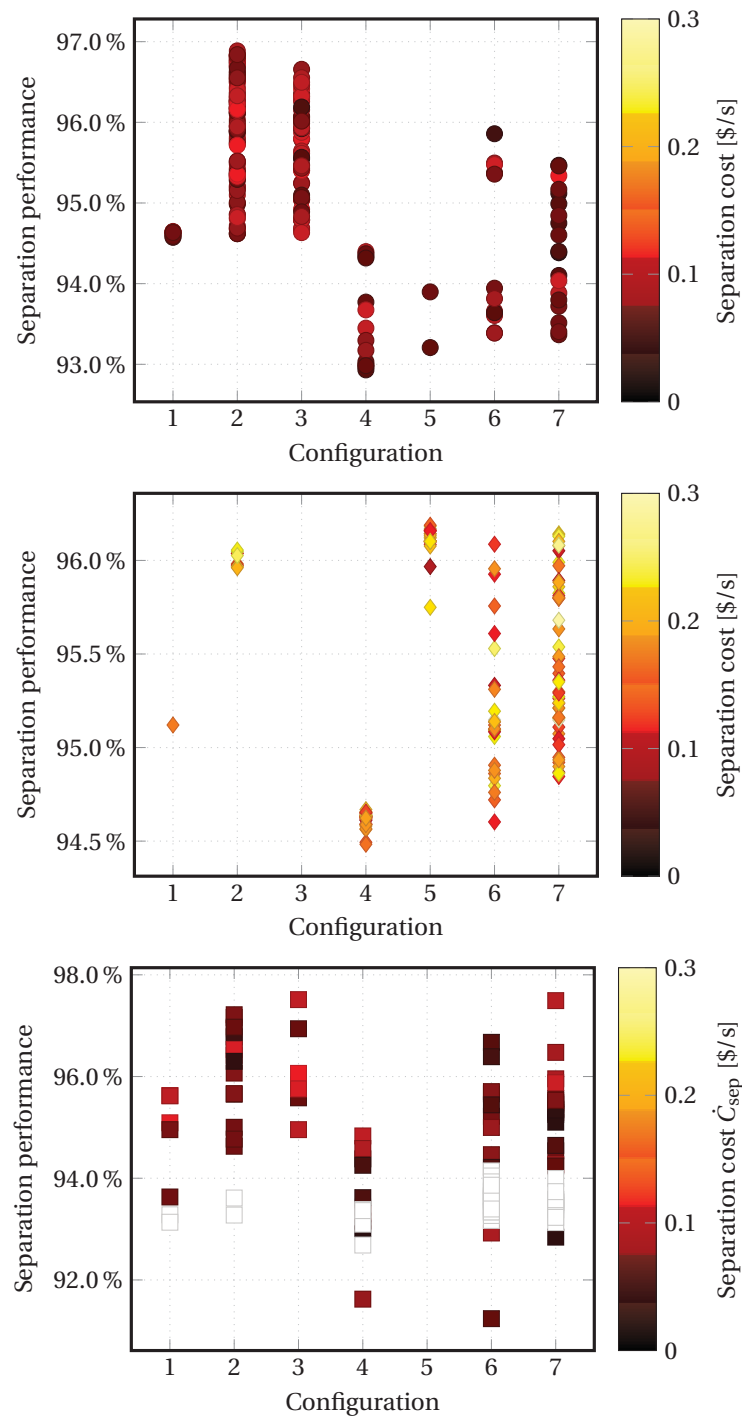 97.0 %
96.0 %
95.0 %
94.0 %
93.0 %
Separation performance
1 2 3 4 5 6 7
Configuration
0.3
0.2
0.1
0
Separation cost [$/s]
96.0 %
95.5 %
95.0 %
94.5 %
Separation performance
1 2 3 4 5 6 7
Configuration
0.3
0.2
0.1
0
Separation cost [$/s]
98.0 %
96.0 %
94.0 %
92.0 %
Separation performance
1 2 3 4 5 6 7
Configuration
0.3
0.2
0.1
0
Separation cost Ċsep [$/s]